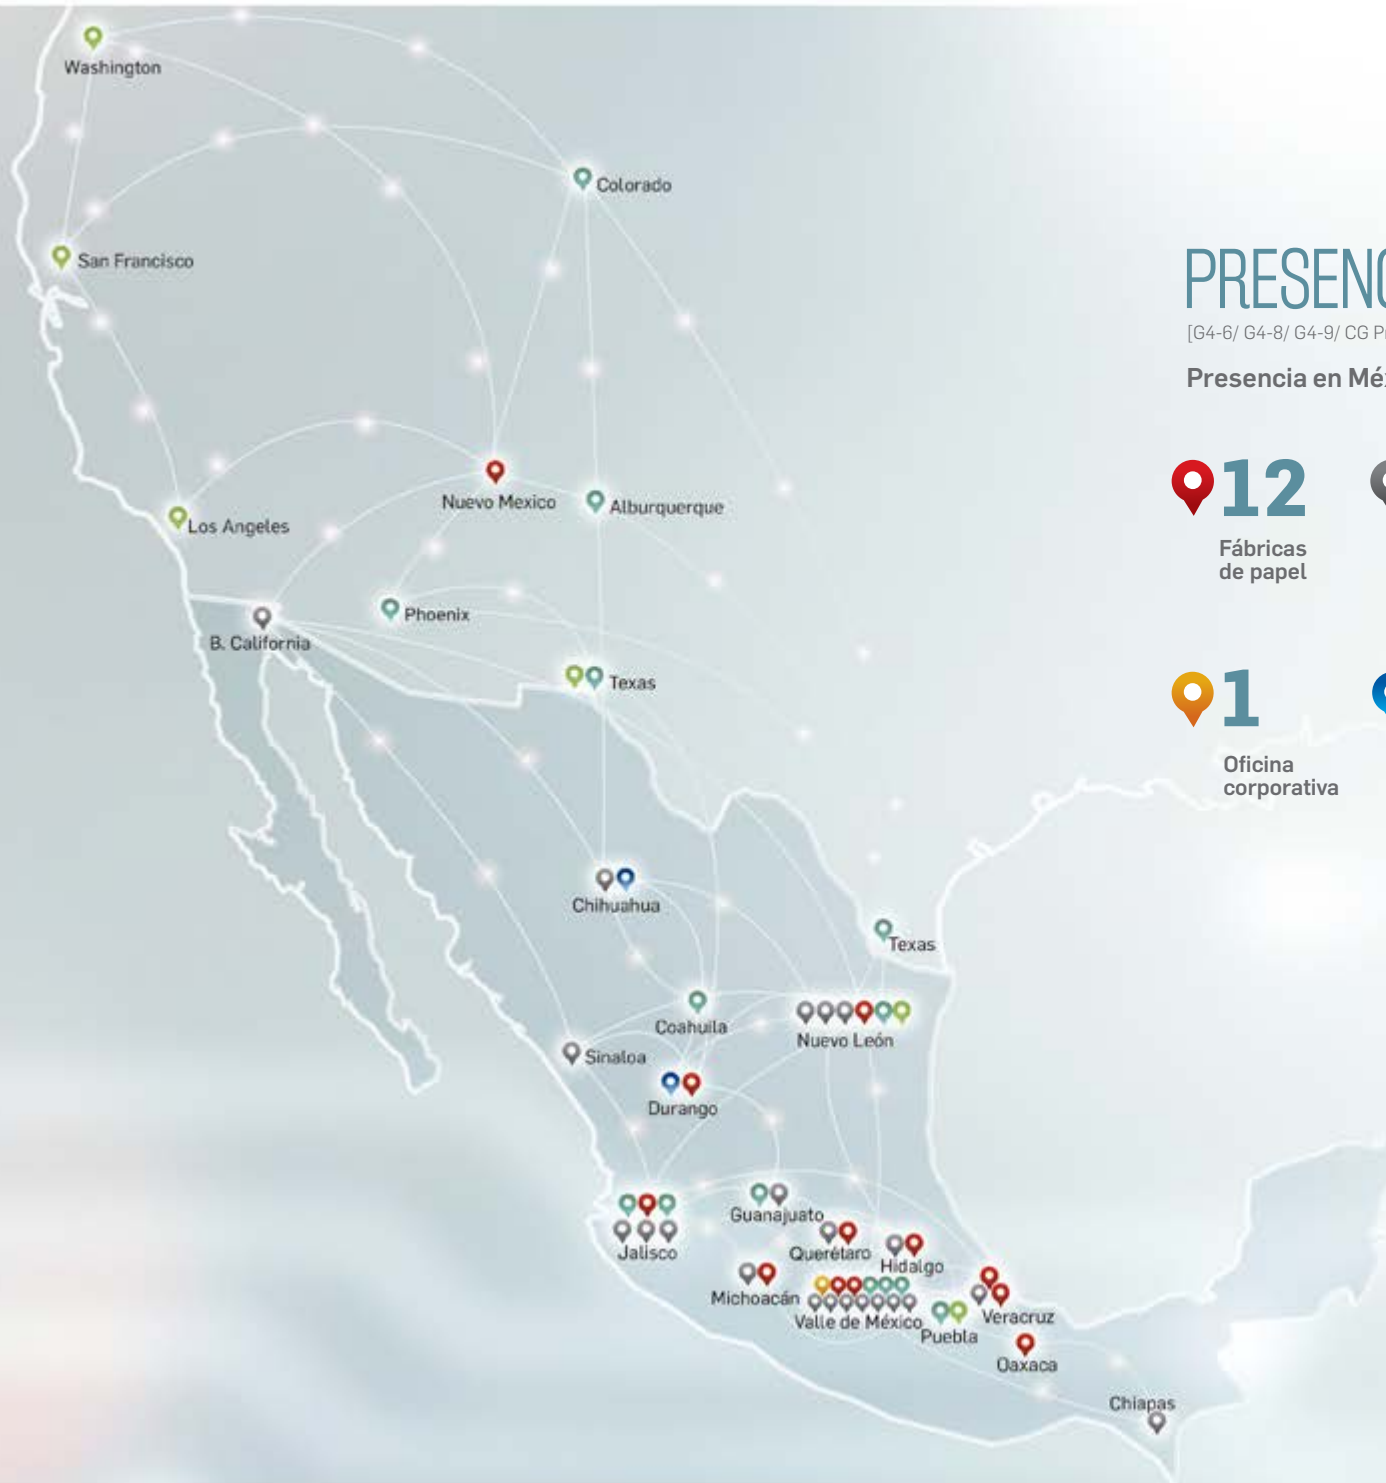 Washington
Colorado
San Francisco
PRESENC
[G4-6/ G4-8/ G4-9/ CG P
Presencia en Mé
12
Fábricas
de papel
Nuevo Mexico
Alburquerque
Los Angeles
Phoenix
B. California
Texas
1
Oficina
corporativa
Chihuahua
Texas
Coahuila
Nuevo León
Sinaloa
Durango
Guanajuato
Jalisco
Querétaro
Hidalgo
Michoacán
Valle de México
Veracruz
Puebla
Oaxaca
Chiapas